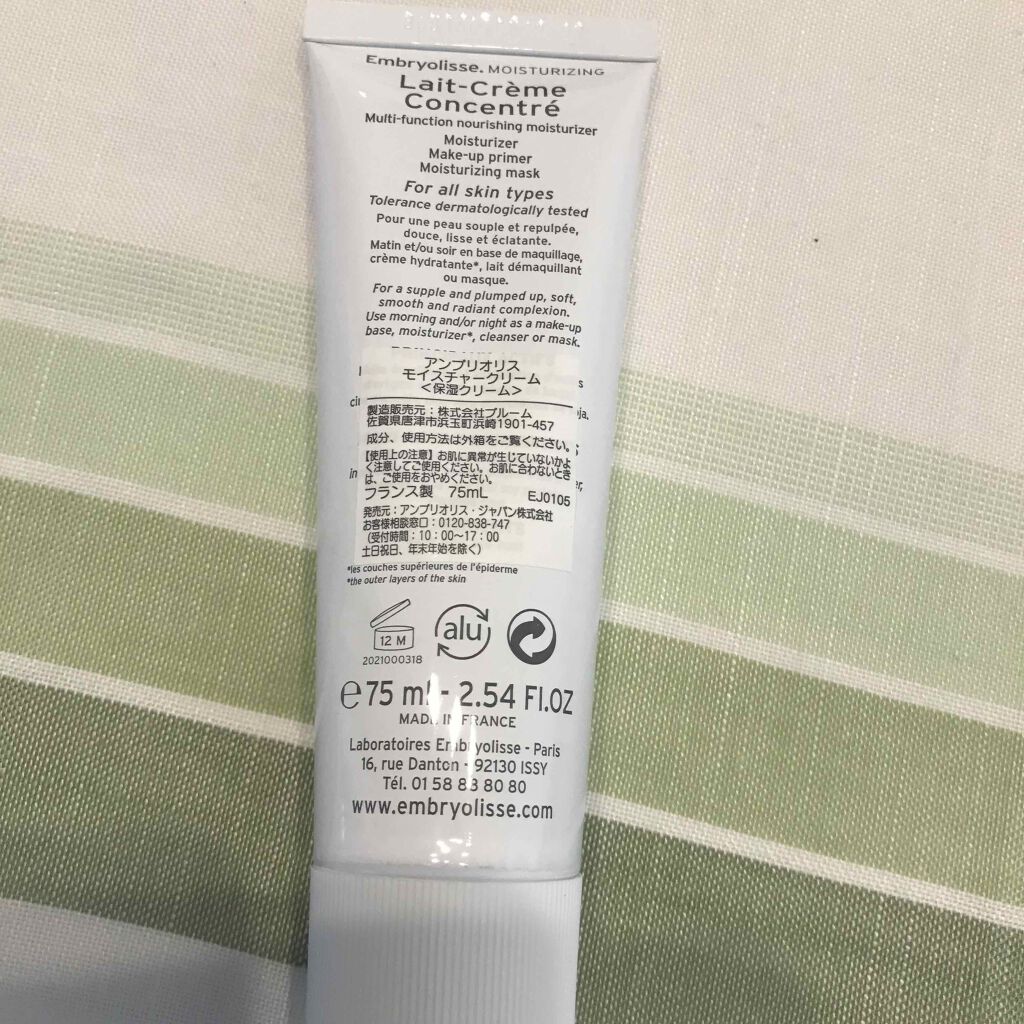 Embryolisse. MOISTURIZING
Lait-Crème
Concentré
Multi-function nourishing moisturizer
Moisturizer
Make-up primer
Moisturizing mask
For all skin types
Tolerance dermatologically tested
Pour une peau souple et repulpée,
douce, lisse et éclatante.
Matin et/ou soir en base de maquillage,
crème hydratante*, lait démaquillant
ou masque.
For a supple and plumped up, soft,
smooth and radiant complexion.
Use morning and/or night as a make-up
base, moisturizer*, cleanser or mask.
アンブリオリス
モイスチャークリーム
<保湿クリーム>
製造販売元:株式会社ブルーム
佐賀県唐津市浜玉町浜崎1901-457
成分、使用方法は外箱をご覧ください。
【使用上の注意】お肌に異常が生じていないかよ
く注意してご使用ください。お肌に合わないとき
は、ご使用をおやめください。
フランス製 75mL EJ0105
発売元:アンブリオリス・ジャパン株式会社
お客様相談窓口:0120-838-747
(受付時間:10:00~17:00
土日祝日、年末年始を除く)
*les couches supérieures de l'épiderme
*the outer layers of the skin
12 M
alu
2021000318
℮ 75 ml - 2.54 Fl.OZ
MADE IN FRANCE
Laboratoires Embryolisse - Paris
16, rue Danton - 92130 ISSY
Tél. 01 58 83 80 80
www.embryolisse.com